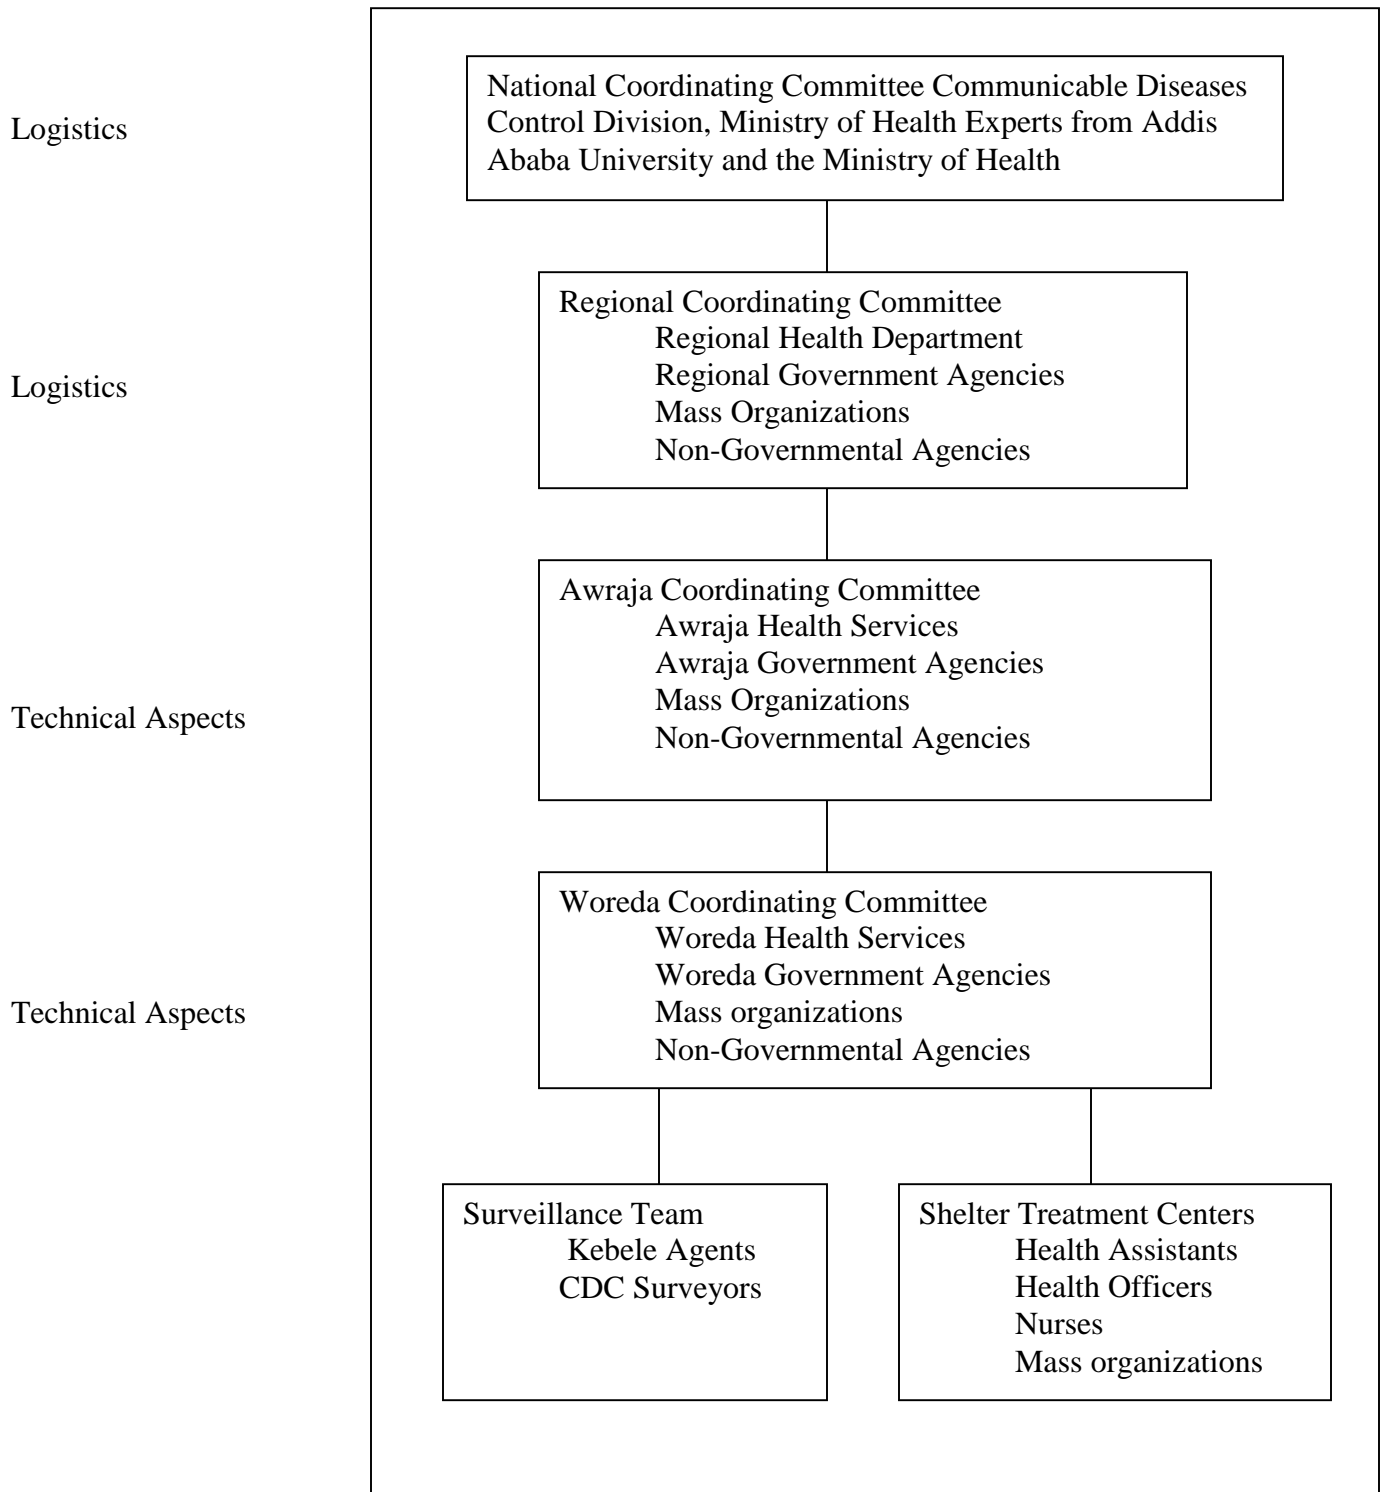 National Coordinating Committee Communicable Diseases
Control Division, Ministry of Health Experts from Addis
Ababa University and the Ministry of Health
Logistics
Regional Coordinating Committee
Regional Health Department
Regional Government Agencies
Mass Organizations
Non-Governmental Agencies
Logistics
Awraja Coordinating Committee
Awraja Health Services
Awraja Government Agencies
Mass Organizations
Non-Governmental Agencies
Technical Aspects
Woreda Coordinating Committee
Woreda Health Services
Woreda Government Agencies
Mass organizations
Non-Governmental Agencies
Technical Aspects
Surveillance Team
Kebele Agents
CDC Surveyors
Shelter Treatment Centers
Health Assistants
Health Officers
Nurses
Mass organizations